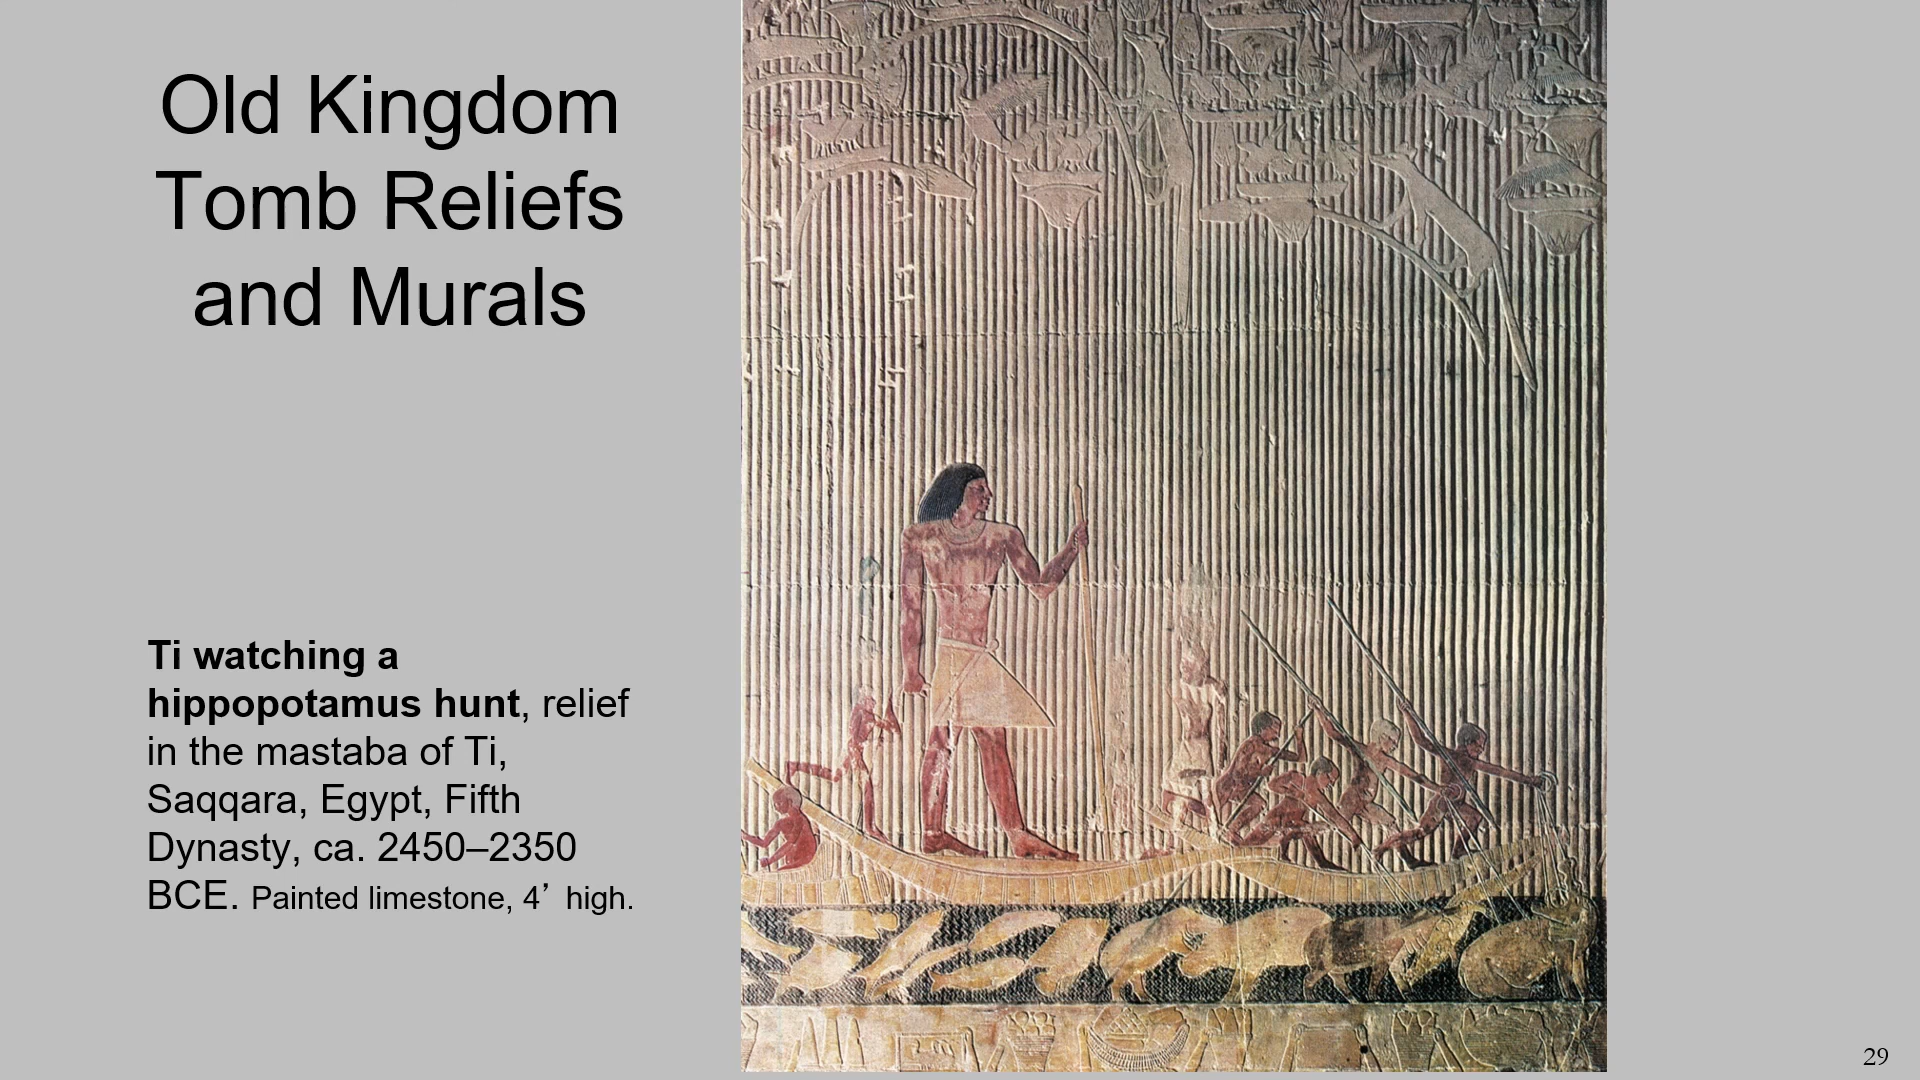 Old Kingdom
Tomb Reliefs
and Murals
Ti watching a
hippopotamus hunt, relief
in the mastaba of Ti,
Saqqara, Egypt, Fifth
Dynasty, ca. 2450–2350
BCE. Painted limestone, 4’ high.
29